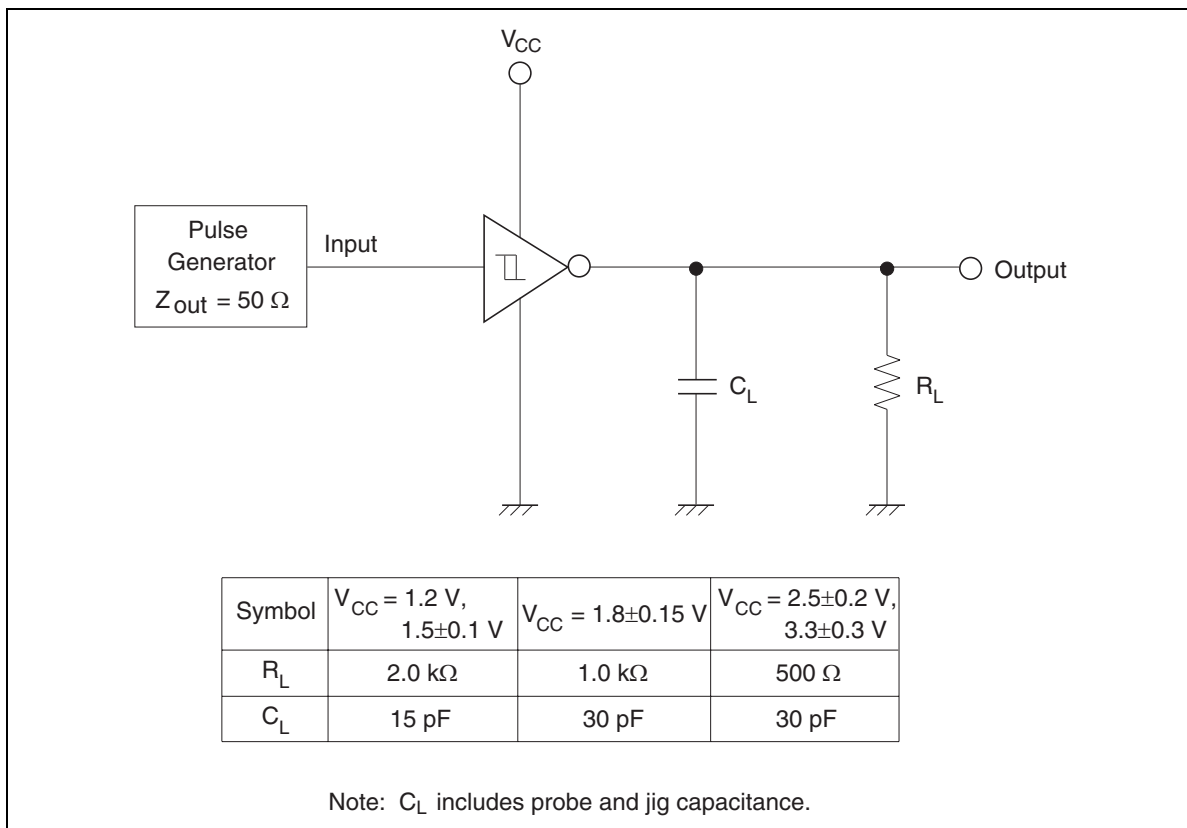 VCC
Pulse
Generator
Zout = 50 Ω
Input
Output
CL
RL
Symbol
VCC = 1.2 V,
1.5±0.1 V
VCC = 1.8±0.15 V
VCC = 2.5±0.2 V,
3.3±0.3 V
RL
2.0 kΩ
1.0 kΩ
500 Ω
CL
15 pF
30 pF
30 pF
Note: CL includes probe and jig capacitance.